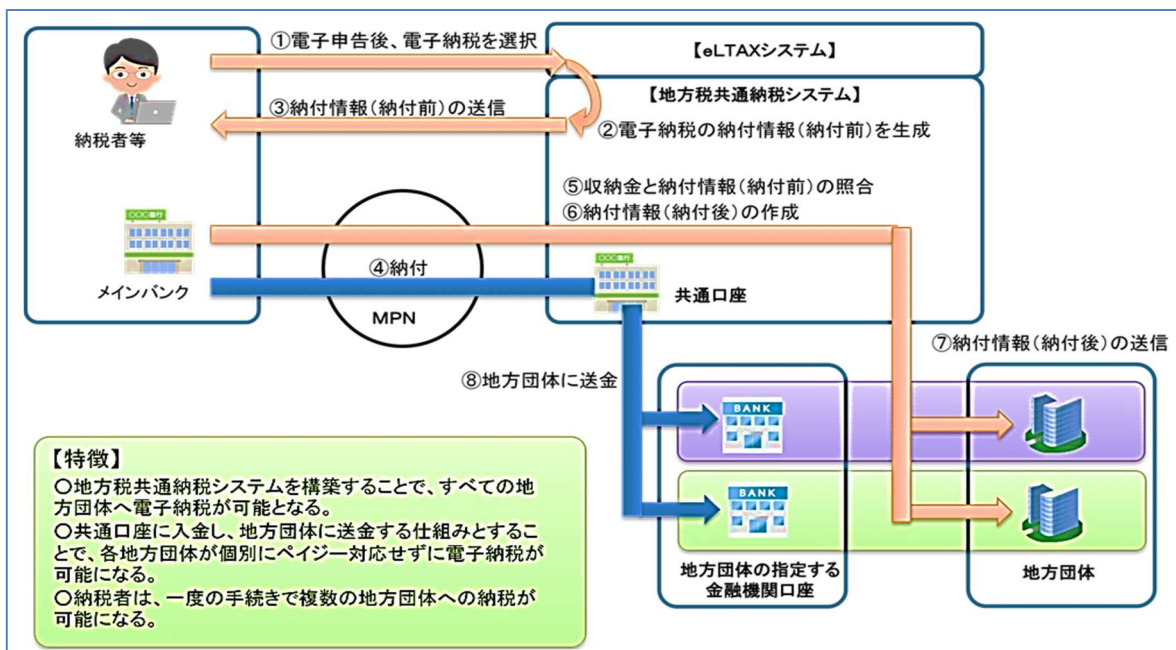 ①電子申告後、電子納税を選択
【eLTAXシステム】
【地方税共通納税システム】
③納付情報(納付前)の送信
②電子納税の納付情報(納付前)を生成
納税者等
⑤収納金と納付情報(納付前)の照合
⑥納付情報(納付後)の作成
〇〇〇銀行
④納付
〇〇〇銀行
メインバンク
共通口座
MPN
⑦納付情報(納付後)の送信
⑧地方団体に送金
BANK
BANK
地方団体の指定する
金融機関口座
地方団体
【特徴】
〇地方税共通納税システムを構築することで、すべての地
方団体へ電子納税が可能となる。
〇共通口座に入金し、地方団体に送金する仕組みとするこ
とで、各地方団体が個別にペイジー対応せずに電子納税が
可能になる。
〇納税者は、一度の手続きで複数の地方団体への納税が
可能になる。